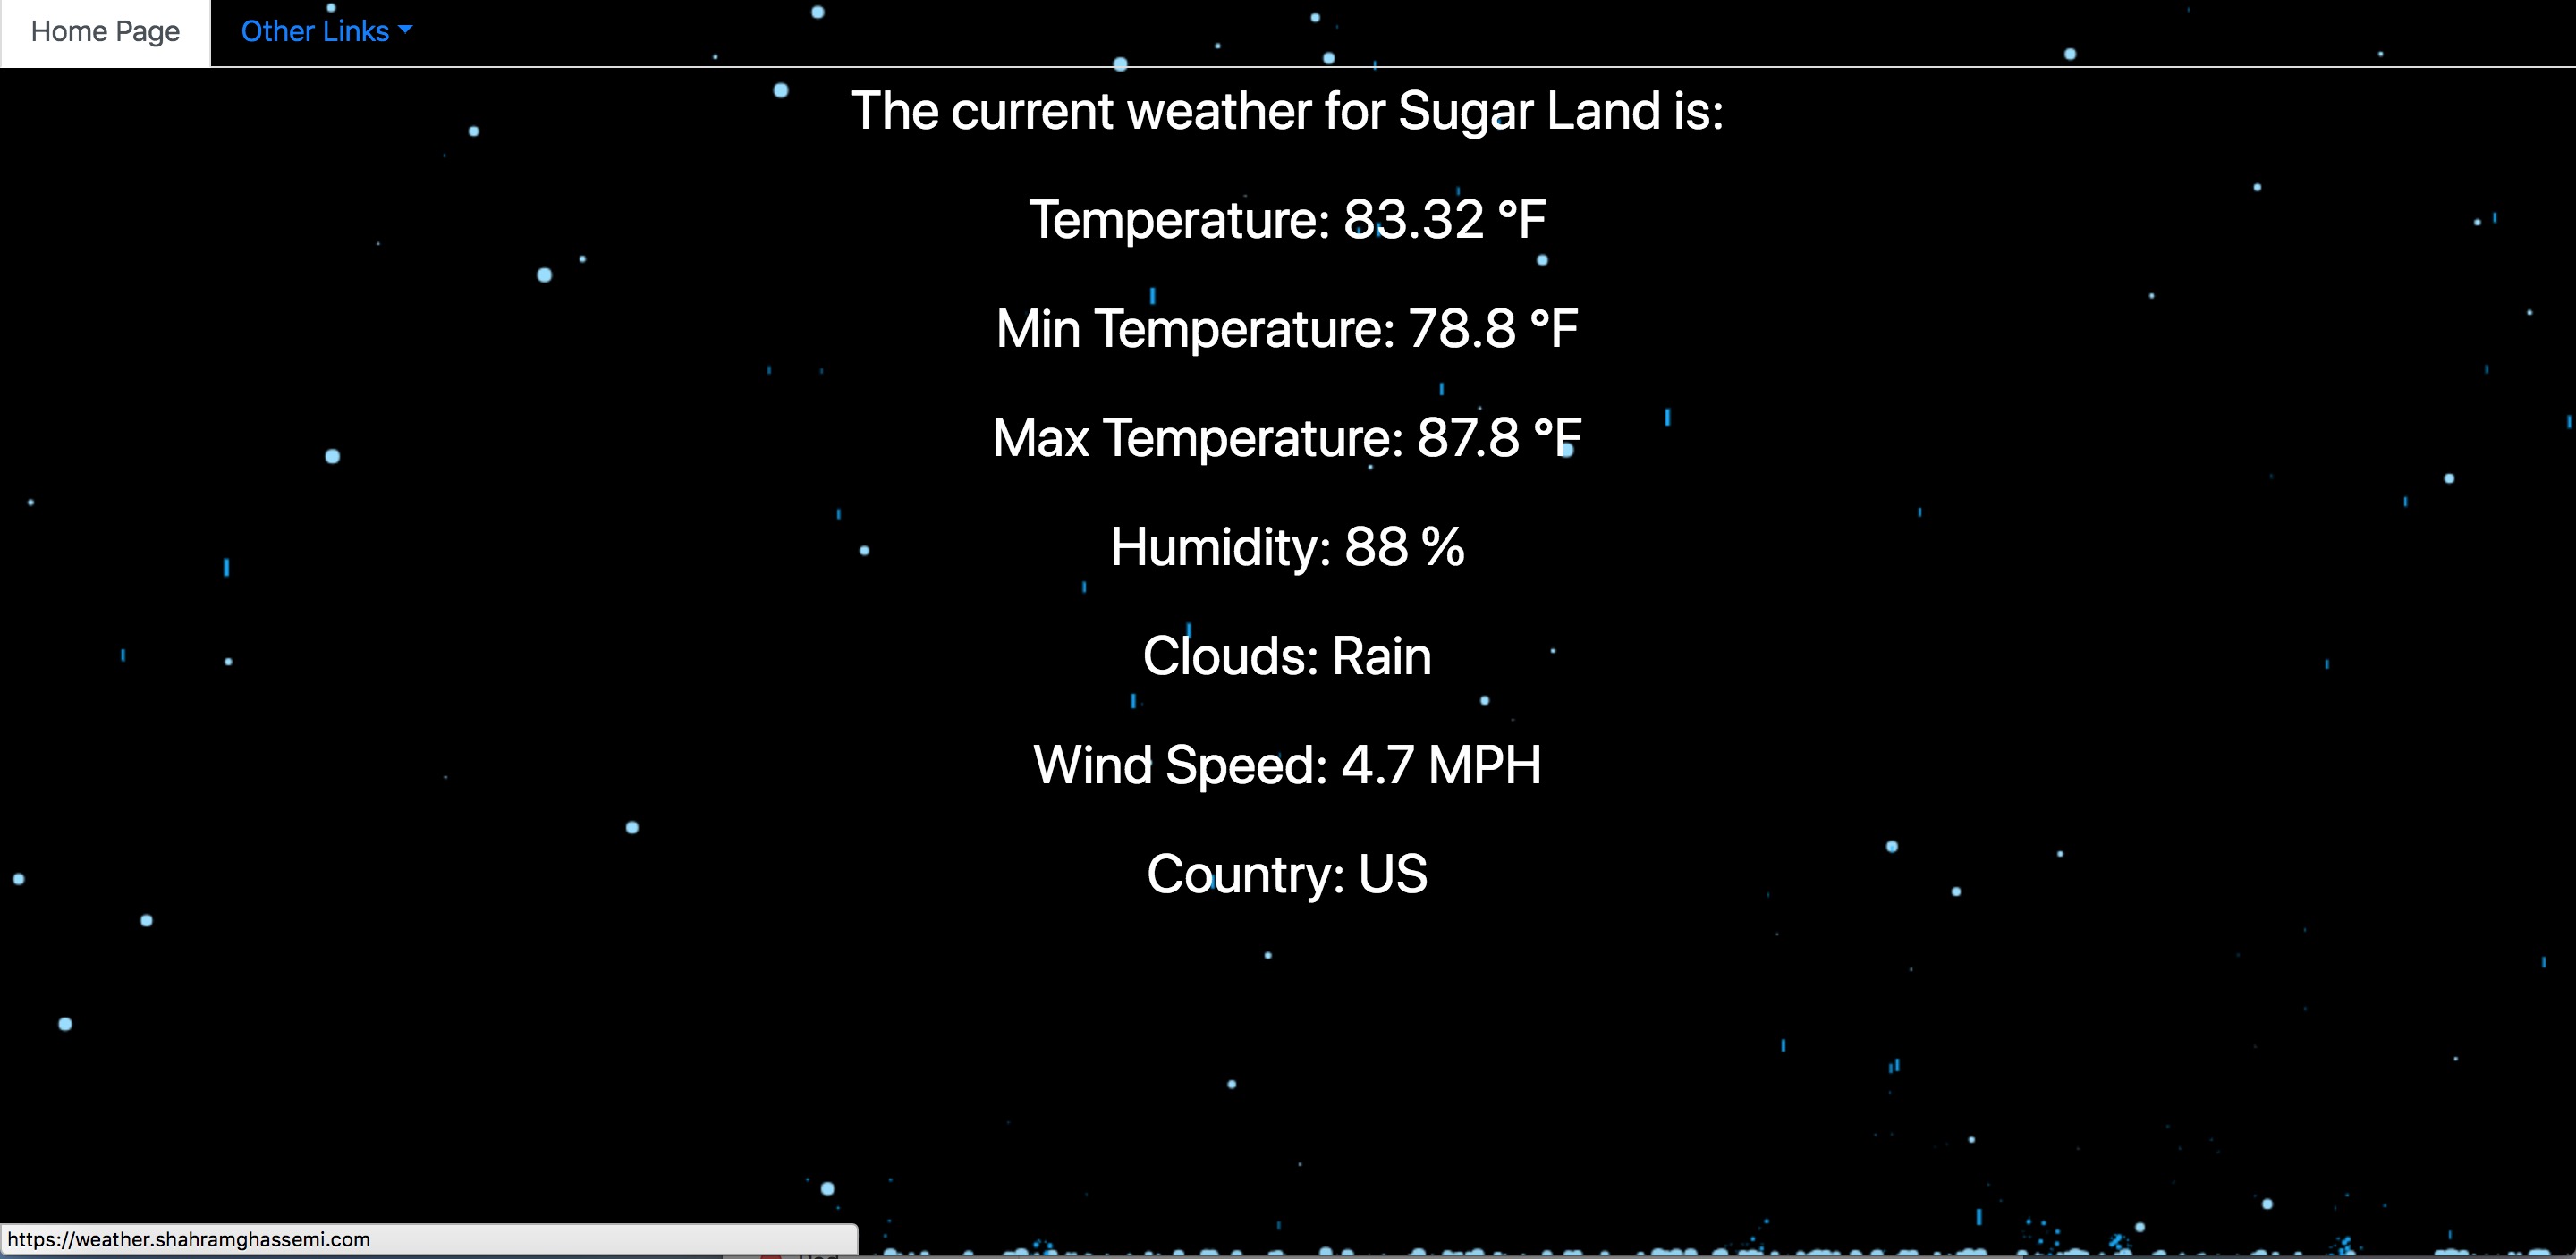 Home Page Other Links
The current weather for Sugar Land is:
Temperature: 83.32 °F
Min Temperature: 78.8 °F
Max Temperature: 87.8 °F
Humidity: 88 %
Clouds: Rain
Wind Speed: 4.7 MPH
Country: US
https://weather.shahramghassemi.com